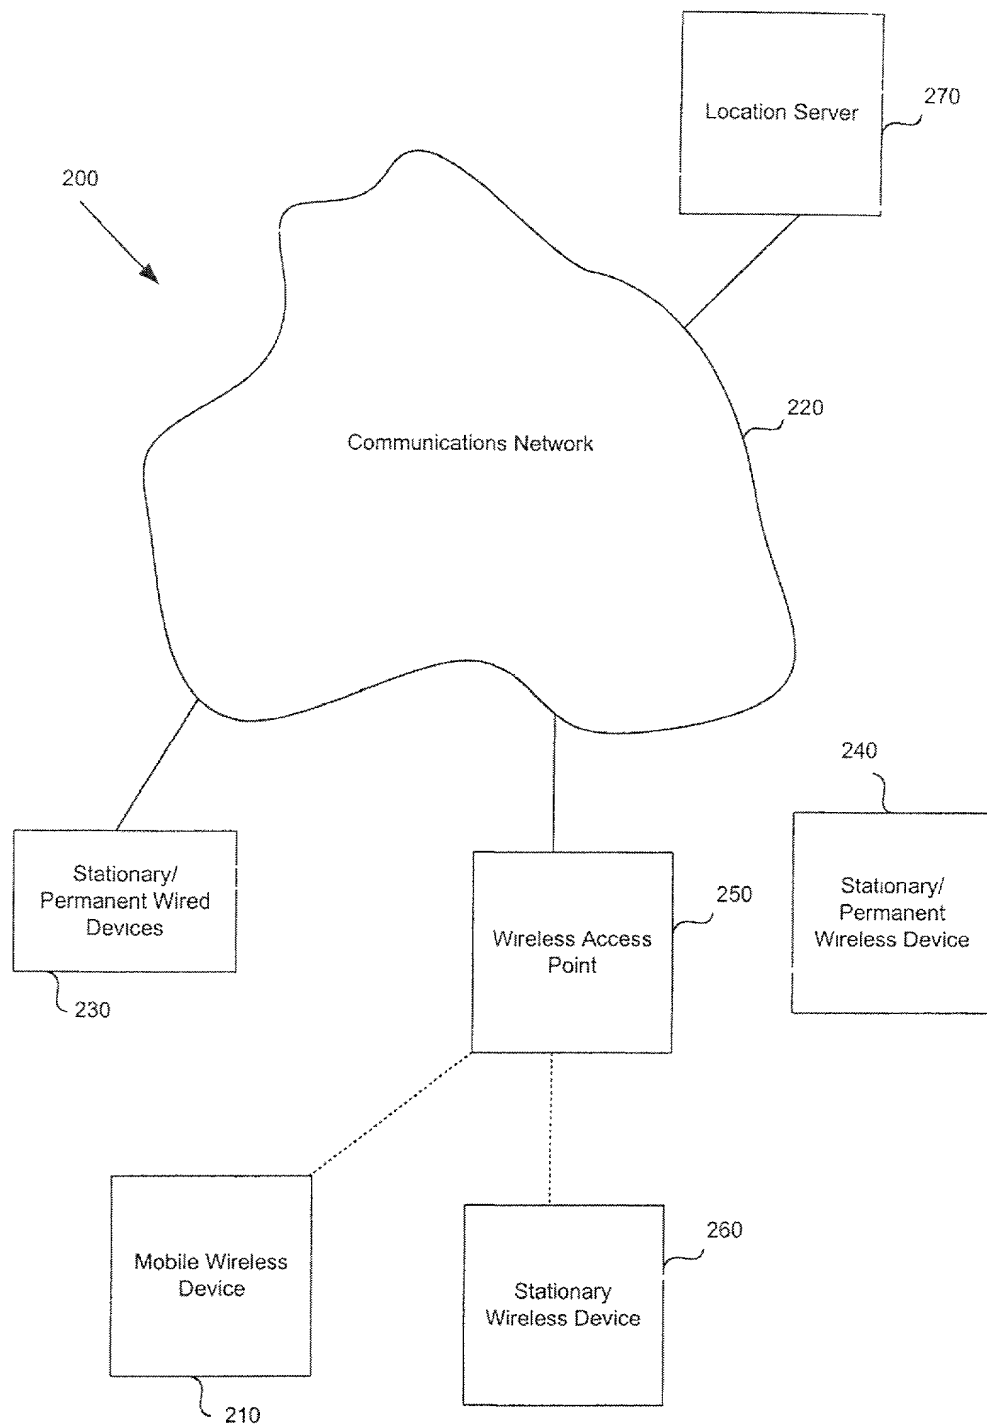 Location Server
270
200
220
Communications Network
240
Stationary/
Permanent Wired
Devices
230
Wireless Access
Point
250
Stationary/
Permanent
Wireless Device
Mobile Wireless
Device
210
Stationary
Wireless Device
260